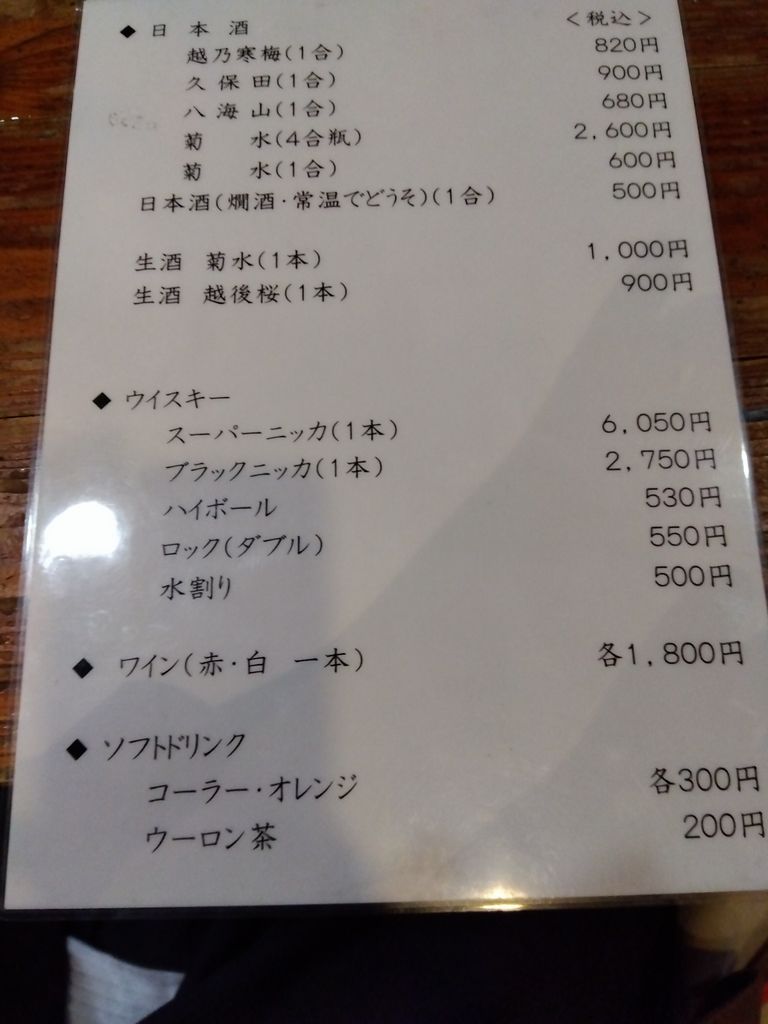 ◆ 日本酒 <税込>
越乃寒梅(1合) 820円
久保田(1合) 900円
八海山(1合) 680円
菊 水(4合瓶) 2,600円
菊 水(1合) 600円
日本酒(燗酒・常温でどうぞ)(1合) 500円
生酒 菊水(1本) 1,000円
生酒 越後桜(1本) 900円
◆ ウイスキー
スーパーニッカ(1本) 6,050円
ブラックニッカ(1本) 2,750円
ハイボール 530円
ロック(ダブル) 550円
水割り 500円
◆ ワイン(赤・白 一本) 各1,800円
◆ ソフトドリンク
コーラー・オレンジ 各300円
ウーロン茶 200円